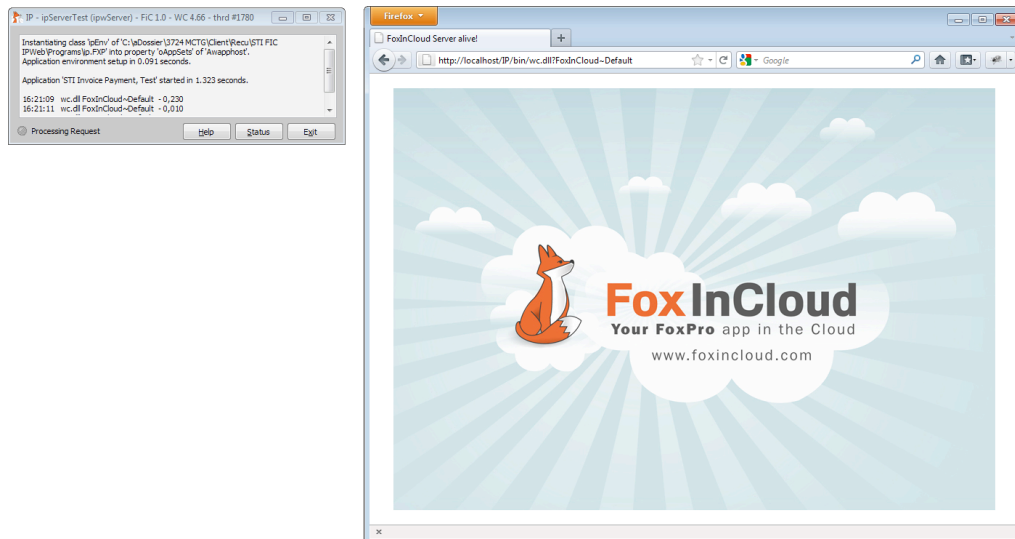 IP - ipServerTest (ipwServer) - FiC 1.0 - WC 4.66 - thrd #1780
Instantiating class 'ipEnv' of 'C:\aDossier\3724 MCTG\Client\Recu\STI FIC
IPWeb\Programs\ip.FXP' into property 'oAppSets' of 'Awapphost'.
Application environment setup in 0.091 seconds.
Application 'STI Invoice Payment, Test' started in 1.323 seconds.
16:21:09 wc.dll FoxInCloud~Default - 0,230
16:21:11 wc.dll FoxInCloud~Default - 0,010
Processing Request
Help
Status
Exit
Firefox
FoxInCloud Server alive!
http://localhost/IP/bin/wc.dll?FoxInCloud~Default
Google
FoxInCloud
Your FoxPro app in the Cloud
www.foxincloud.com